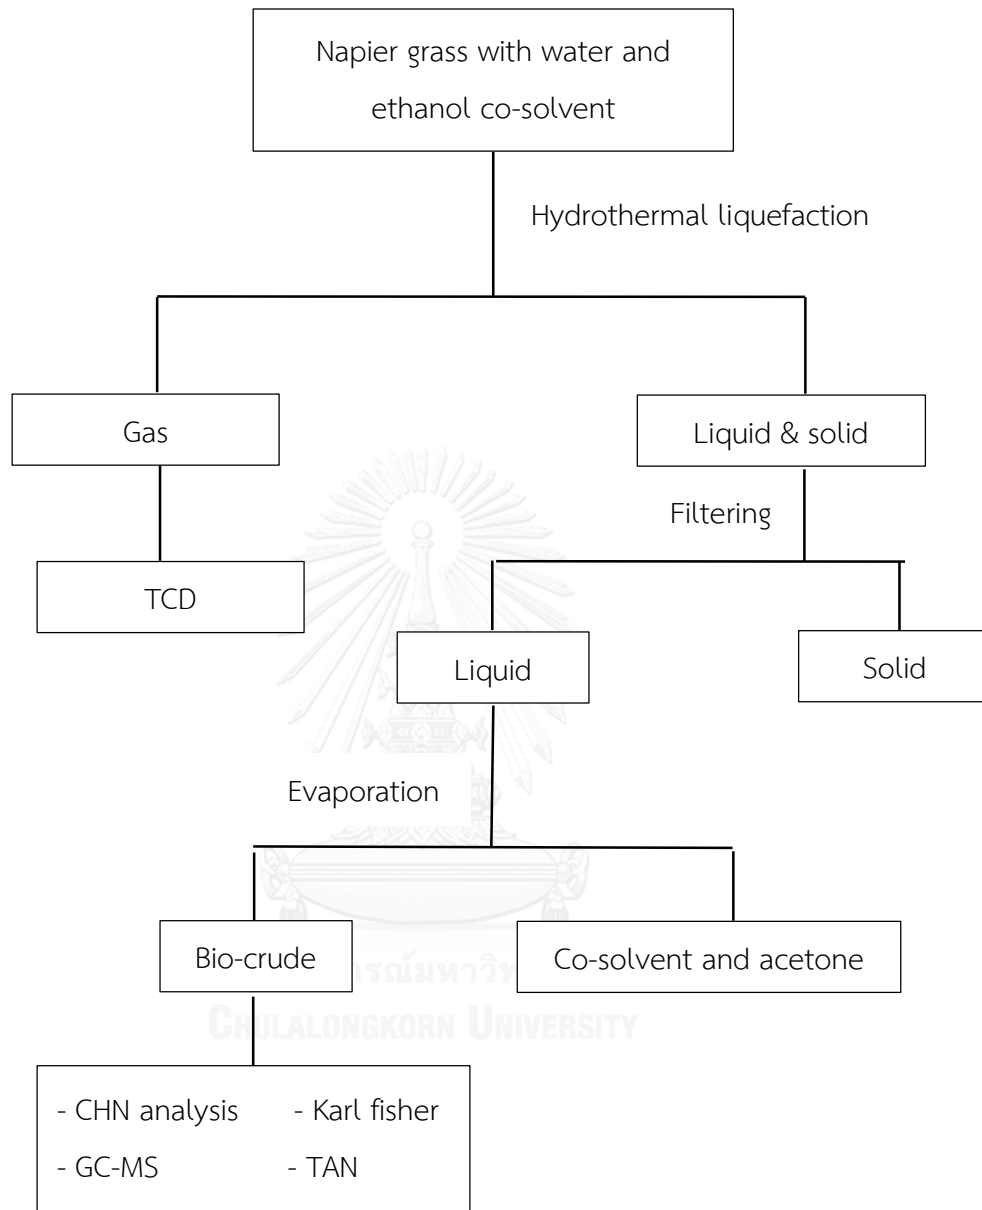 Napier grass with water and
ethanol co-solvent
Hydrothermal liquefaction
Gas
Liquid & solid
Filtering
TCD
Liquid
Solid
Evaporation
Bio-crude
Co-solvent and acetone
CHULALONGKORN UNIVERSITY
- CHN analysis - Karl fisher
- GC-MS - TAN